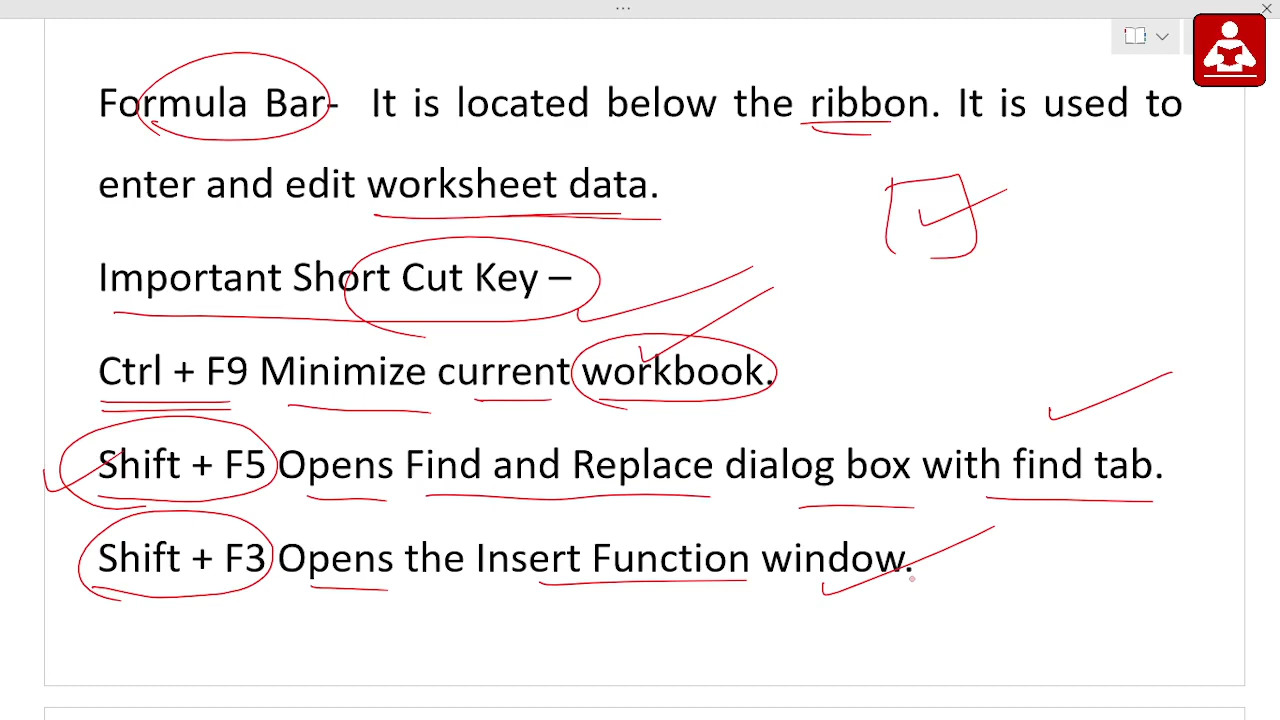 Formula Bar- It is located below the ribbon. It is used to
enter and edit worksheet data.
Important Short Cut Key –
Ctrl + F9 Minimize current workbook.
Shift + F5 Opens Find and Replace dialog box with find tab.
Shift + F3 Opens the Insert Function window.